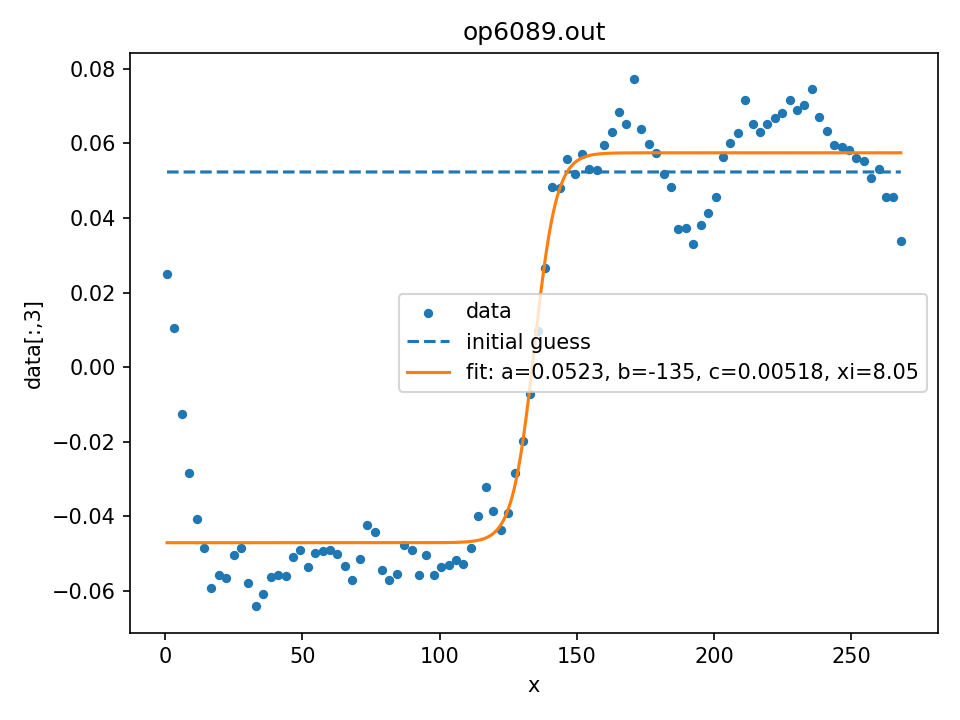 op6089.out
0.08
0.06
0.04
0.02
0.00
−0.02
−0.04
−0.06
data[:,3]
data
initial guess
fit: a=0.0523, b=-135, c=0.00518, xi=8.05
0 50 100 150 200 250
x